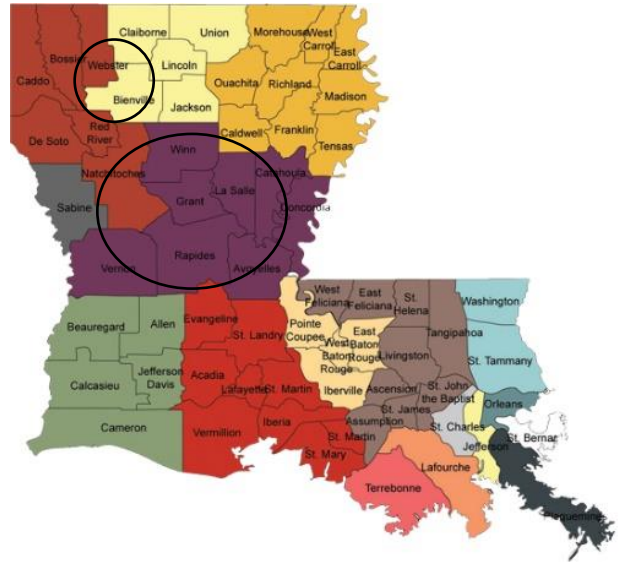 Claiborne
Union
Morehouse
West
Carroll
East
Carroll
Bossier
Webster
Lincoln
Caddo
Ouachita
Richland
Madison
Bienville
Jackson
De Soto
Red
River
Caldwell
Franklin
Tensas
Winn
Natchitoches
Catahoula
La Salle
Sabine
Grant
Concordia
Vernon
Rapides
Avoyelles
West
Feliciana
East
Feliciana
St.
Helena
Washington
Beauregard
Allen
Evangeline
St. Landry
Pointe
Coupee
West
Baton
Rouge
East
Baton
Rouge
Livingston
Tangipahoa
St. Tammany
Calcasieu
Jefferson
Davis
Acadia
Lafayette
St. Martin
Iberville
Ascension
St. John
the Baptist
Orleans
Cameron
Vermillion
Iberia
St. Martin
Assumption
St. James
St. Charles
Jefferson
St. Bernar
St. Mary
Terrebonne
Lafourche
Plaquemine